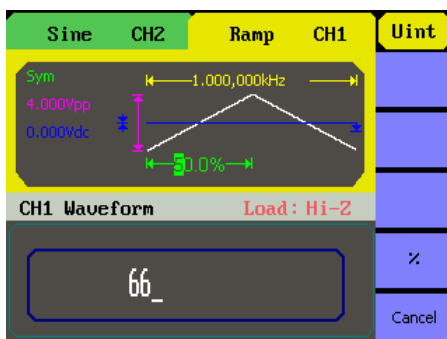 Sine CH2 Ramp CH1 Uint
Sym
1.000,000kHz
4.000Vpp
0.000Vdc
50.0%
CH1 Waveform Load: Hi-Z
66_
%
Cancel